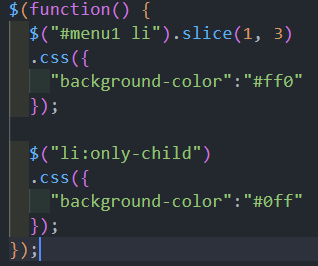 $(function() {
  $("#menu1 li").slice(1, 3)
  .css({
    "background-color":"#ff0"
  });

  $("li:only-child")
  .css({
    "background-color":"#0ff"
  });
});